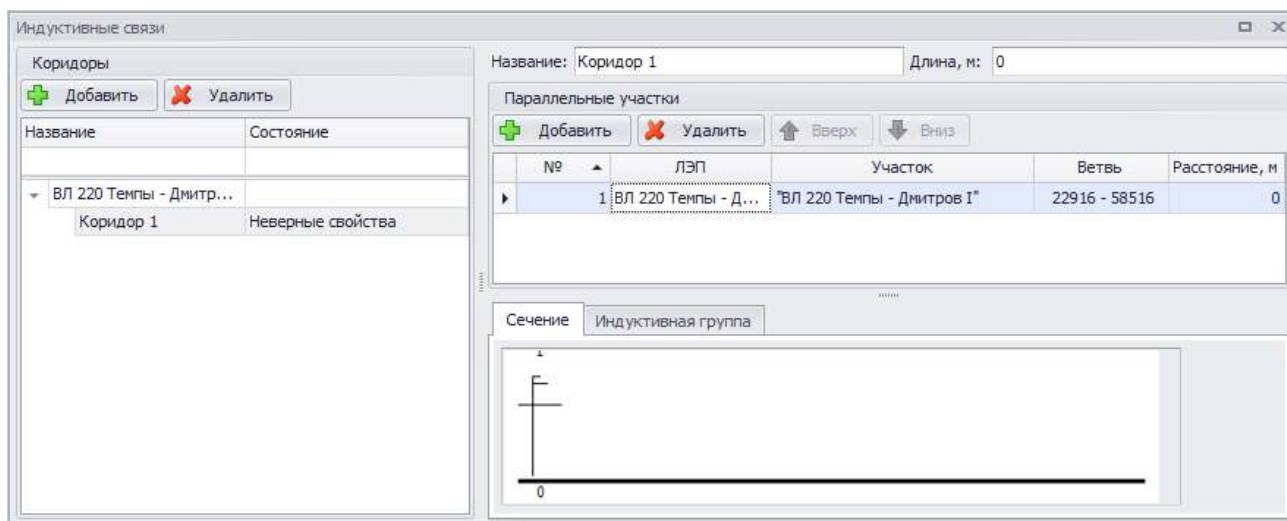 Индуктивные связи
Коридоры
Добавить Удалить
Название Состояние
ВЛ 220 Темпы - Дмитр...
Коридор 1 Неверные свойства
Название: Коридор 1 Длина, м: 0
Параллельные участки
Добавить Удалить Вверх Вниз
№ ЛЭП Участок Ветвь Расстояние, м
1 ВЛ 220 Темпы - Д... "ВЛ 220 Темпы - Дмитров I" 22916 - 58516 0
Сечение Индуктивная группа
1
0